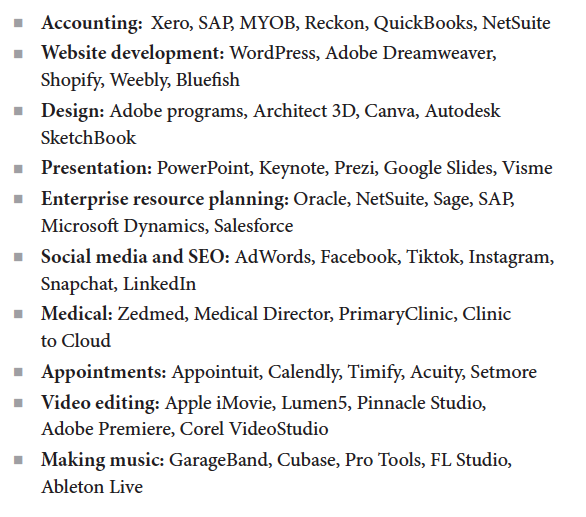 ■ Accounting: Xero, SAP, MYOB, Reckon, QuickBooks, NetSuite
■ Website development: WordPress, Adobe Dreamweaver,
Shopify, Weebly, Bluefish
■ Design: Adobe programs, Architect 3D, Canva, Autodesk
SketchBook
■ Presentation: PowerPoint, Keynote, Prezi, Google Slides, Visme
■ Enterprise resource planning: Oracle, NetSuite, Sage, SAP,
Microsoft Dynamics, Salesforce
■ Social media and SEO: AdWords, Facebook, Tiktok, Instagram,
Snapchat, LinkedIn
■ Medical: Zedmed, Medical Director, PrimaryClinic, Clinic
to Cloud
■ Appointments: Appointuit, Calendly, Timify, Acuity, Setmore
■ Video editing: Apple iMovie, Lumen5, Pinnacle Studio,
Adobe Premiere, Corel VideoStudio
■ Making music: GarageBand, Cubase, Pro Tools, FL Studio,
Ableton Live